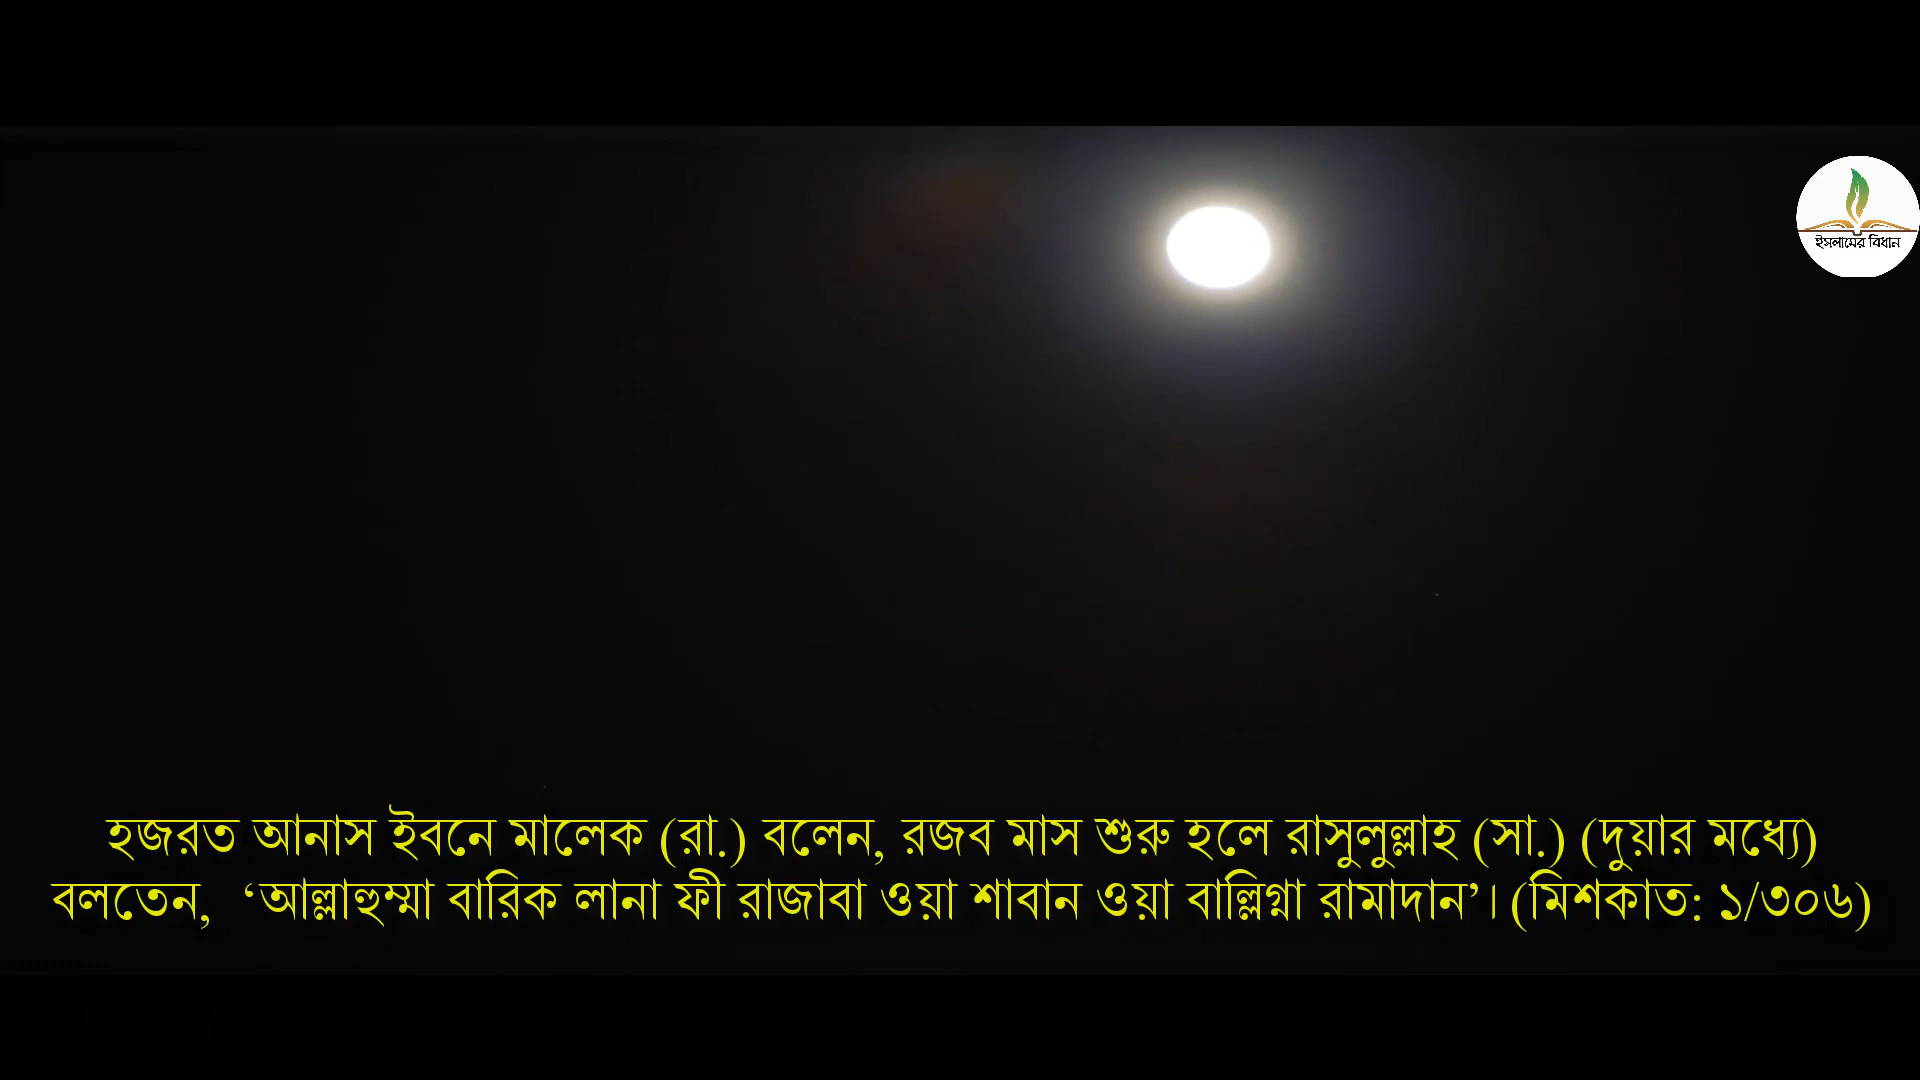 ইসলামের বিধান
হজরত আনাস ইবনে মালেক (রা.) বলেন, রজব মাস শুরু হলে রাসুলুল্লাহ (সা.) (দুয়ার মধ্যে)
বলতেন, ‘আল্লাহুম্মা বারিক লানা ফী রাজাবা ওয়া শাবান ওয়া বাল্লিগ্না রামাদান’। (মিশকাত: ১/৩০৬)